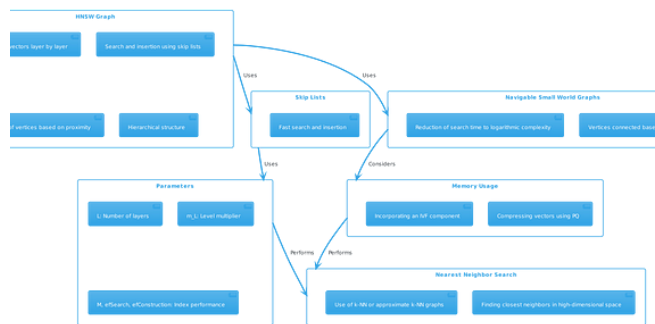 HNSW Graph
vectors layer by layer
Search and insertion using skip lists
of vertices based on proximity
Hierarchical structure
Uses
Uses
Skip Lists
Fast search and insertion
Navigable Small World Graphs
Reduction of search time to logarithmic complexity
Vertices connected base
Uses
Considers
Parameters
L: Number of layers
m_L: Level multiplier
M, efSearch, efConstruction: Index performance
Memory Usage
Incorporating an IVF component
Compressing vectors using PQ
Performs
Performs
Nearest Neighbor Search
Use of k-NN or approximate k-NN graphs
Finding closest neighbors in high-dimensional space